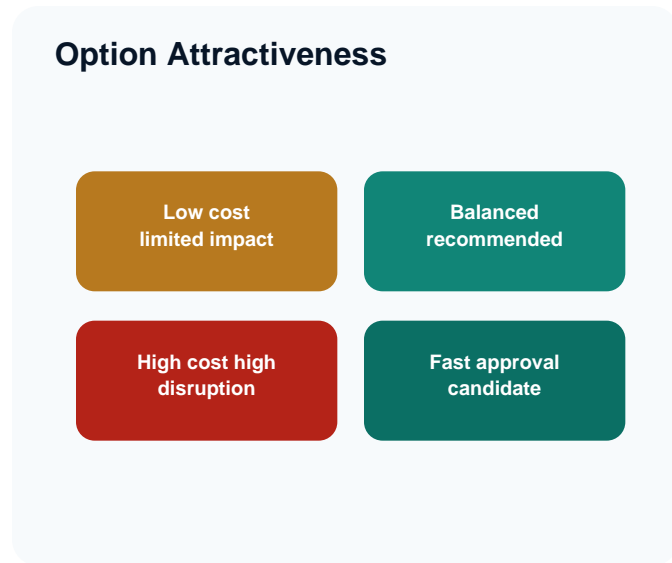 Option Attractiveness
Low cost
limited impact
Balanced
recommended
High cost high
disruption
Fast approval
candidate